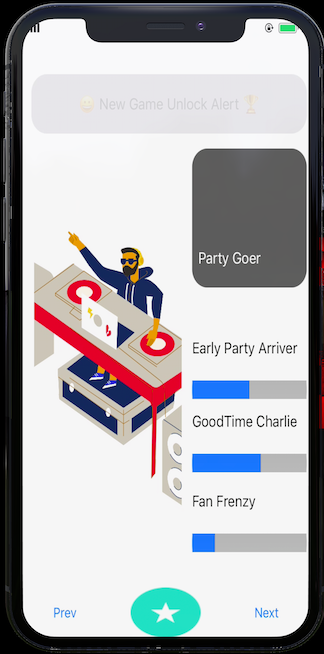 New Game Unlock Alert
Party Goer
Early Party Arriver
GoodTime Charlie
Fan Frenzy
Prev
Next